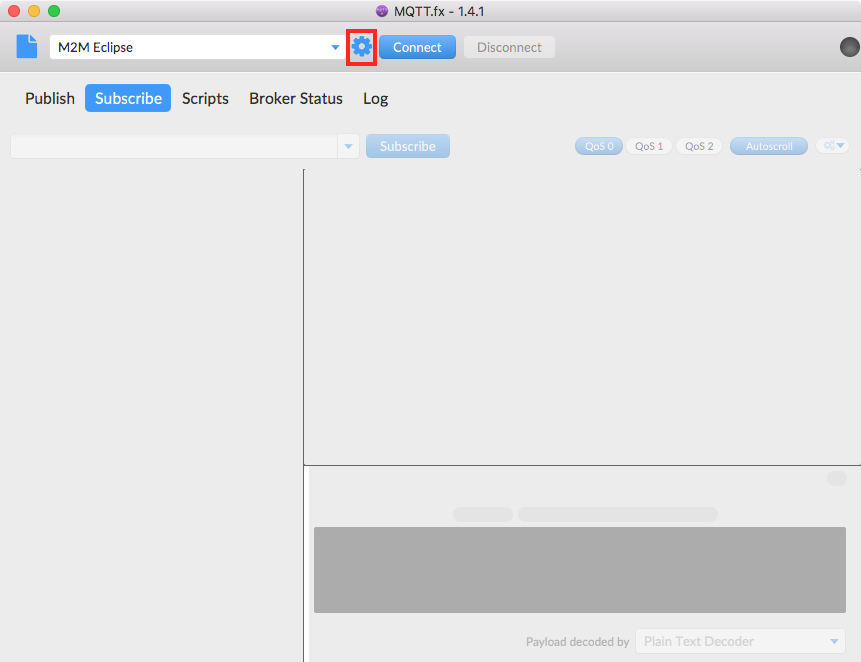 MQTT.fx - 1.4.1
M2M Eclipse
Connect
Disconnect
Publish
Subscribe
Scripts
Broker Status
Log
Subscribe
QoS 0
QoS 1
QoS 2
Autoscroll
Payload decoded by
Plain Text Decoder